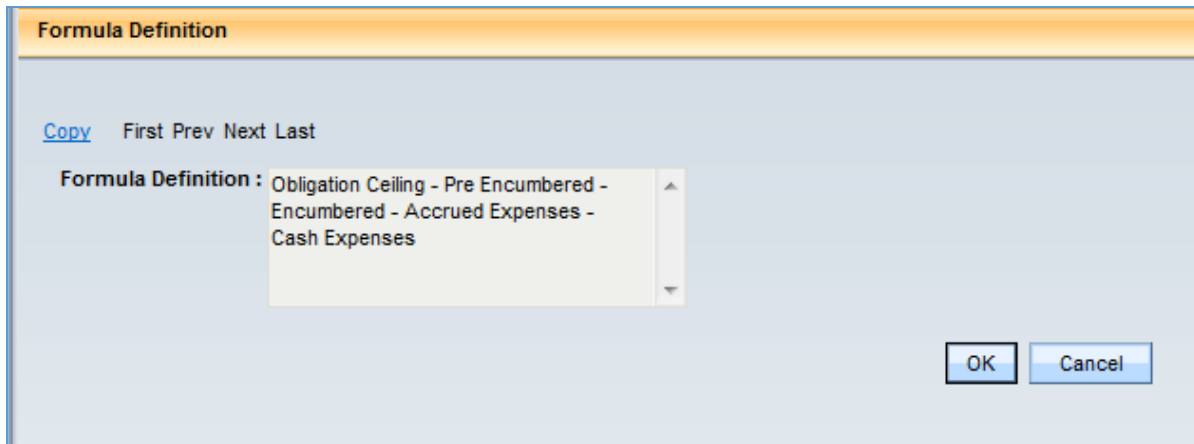 Formula Definition
Copy First Prev Next Last
Formula Definition : Obligation Ceiling - Pre Encumbered -
Encumbered - Accrued Expenses -
Cash Expenses
OK Cancel